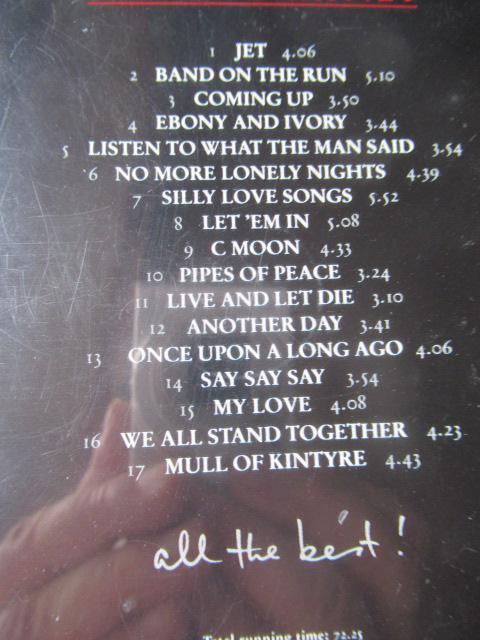 1 JET 4.06
2 BAND ON THE RUN 5.10
3 COMING UP 3.50
4 EBONY AND IVORY 3.44
5 LISTEN TO WHAT THE MAN SAID 3.54
6 NO MORE LONELY NIGHTS 4.39
7 SILLY LOVE SONGS 5.52
8 LET 'EM IN 5.08
9 C MOON 4.33
10 PIPES OF PEACE 3.24
11 LIVE AND LET DIE 3.10
12 ANOTHER DAY 3.41
13 ONCE UPON A LONG AGO 4.06
14 SAY SAY SAY 3.54
15 MY LOVE 4.08
16 WE ALL STAND TOGETHER 4.23
17 MULL OF KINTYRE 4.43
all the best!
Total running time: 72.25